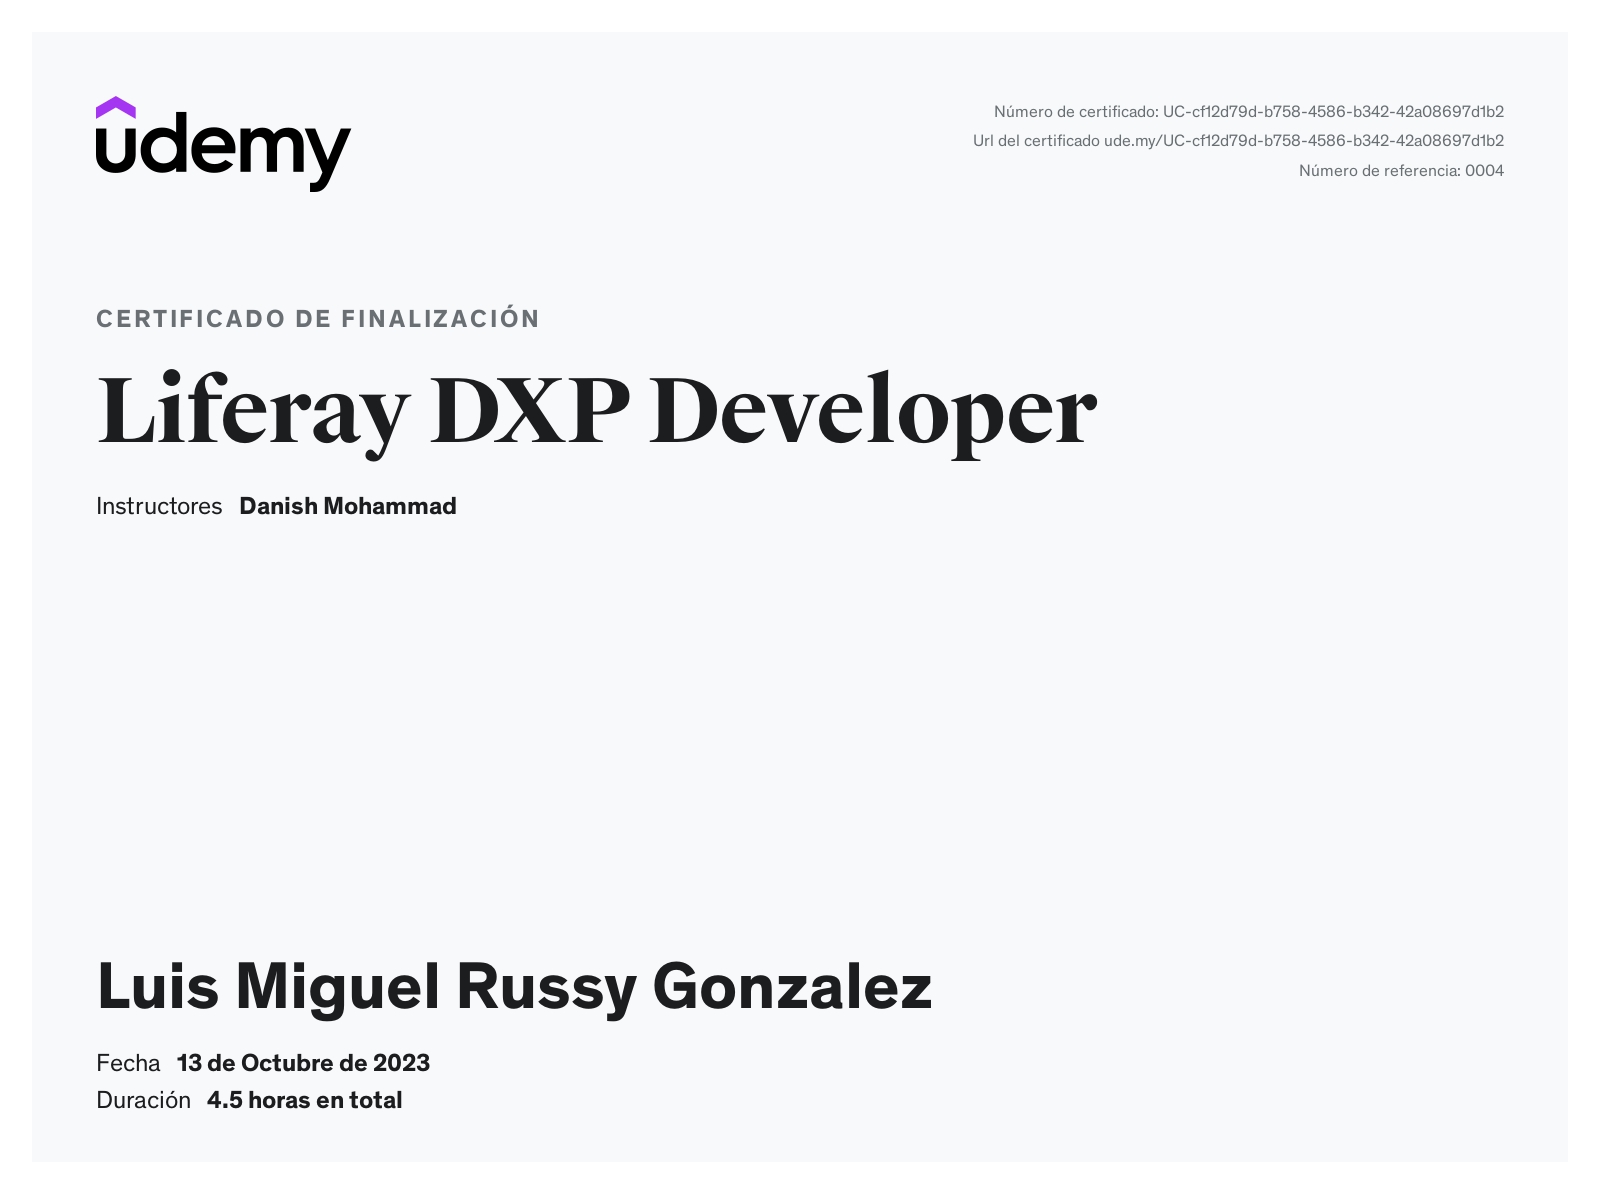 udemy
Número de certificado: UC-cf12d79d-b758-4586-b342-42a08697d1b2
Url del certificado ude.my/UC-cf12d79d-b758-4586-b342-42a08697d1b2
Número de referencia: 0004
CERTIFICADO DE FINALIZACIÓN
Liferay DXP Developer
Instructores Danish Mohammad
Luis Miguel Russy Gonzalez
Fecha 13 de Octubre de 2023
Duración 4.5 horas en total